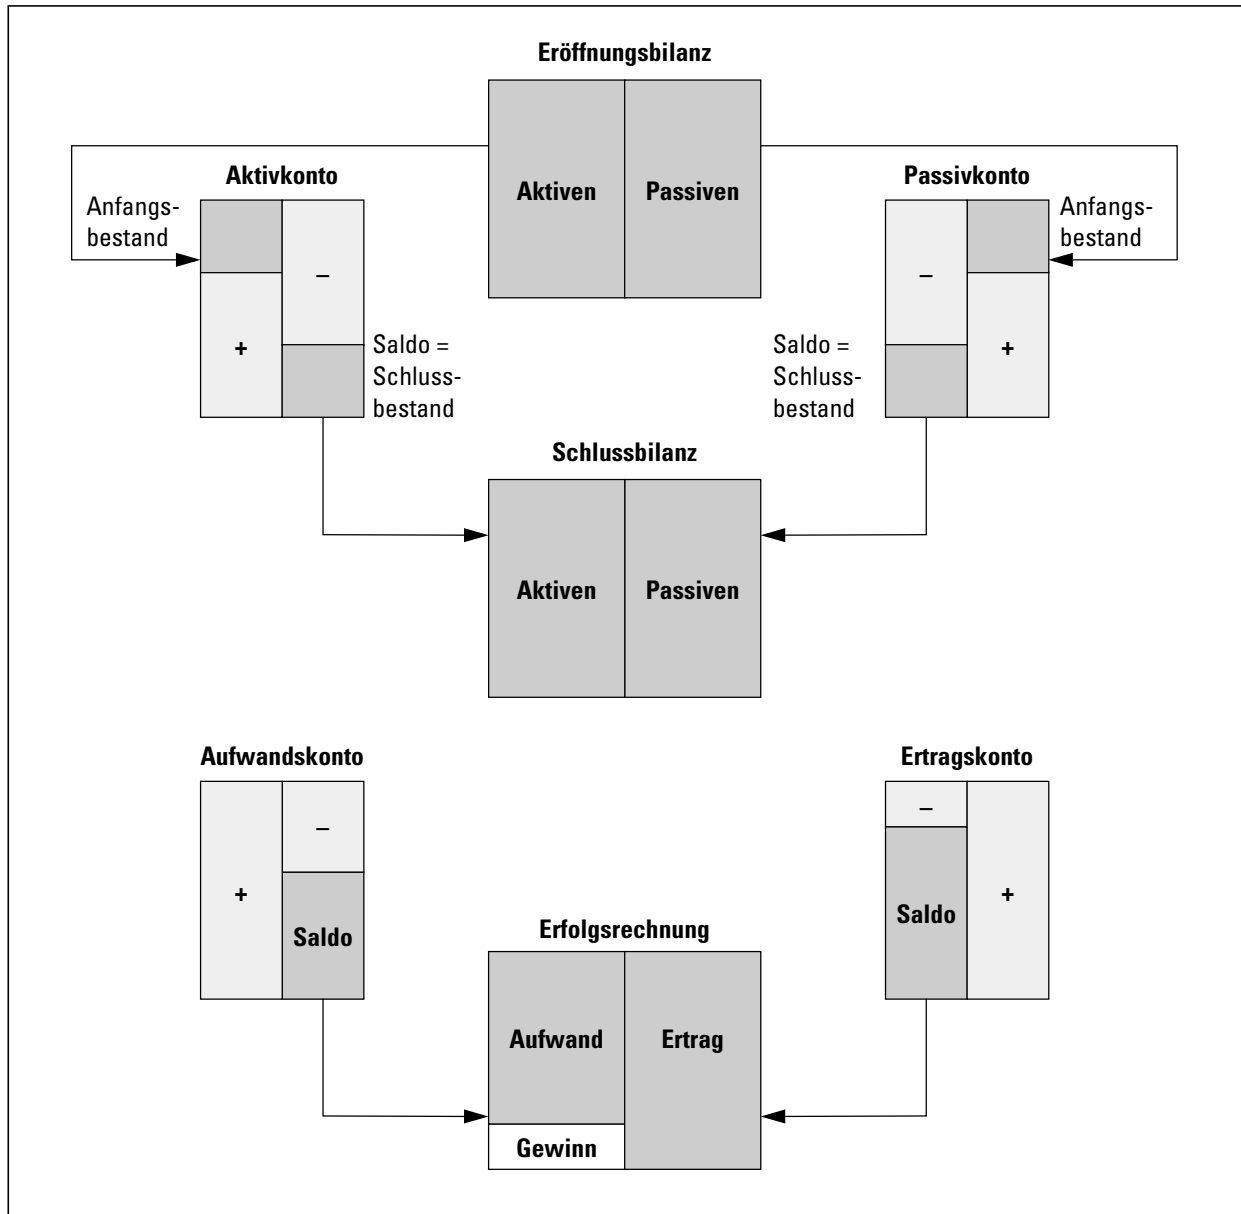 Eröffnungsbilanz
Aktiven
Passiven
Aktivkonto
Anfangs-
bestand
–
+
Saldo =
Schluss-
bestand
Passivkonto
Anfangs-
bestand
–
+
Saldo =
Schluss-
bestand
Schlussbilanz
Aktiven
Passiven
Aufwandskonto
–
+
Saldo
Ertragskonto
–
+
Saldo
Erfolgsrechnung
Aufwand
Ertrag
Gewinn